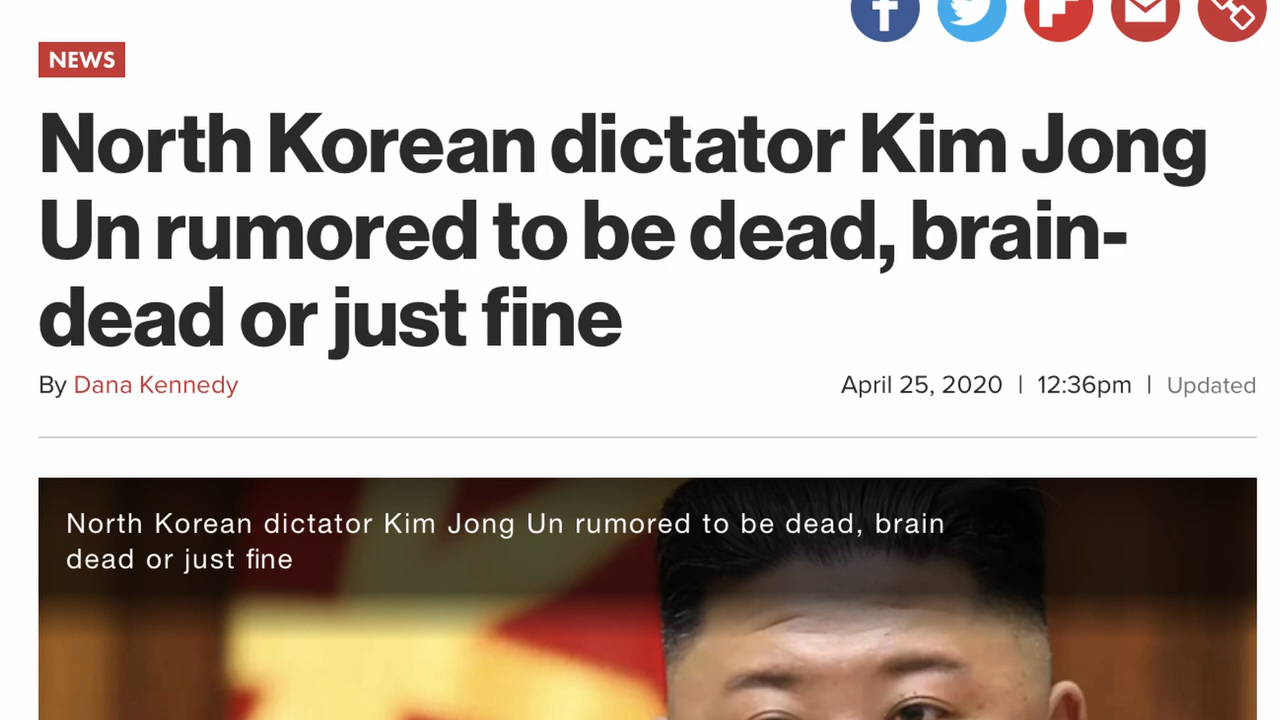 NEWS
North Korean dictator Kim Jong
Un rumored to be dead, brain-
dead or just fine
By Dana Kennedy
April 25, 2020 | 12:36pm | Updated
North Korean dictator Kim Jong Un rumored to be dead, brain
dead or just fine